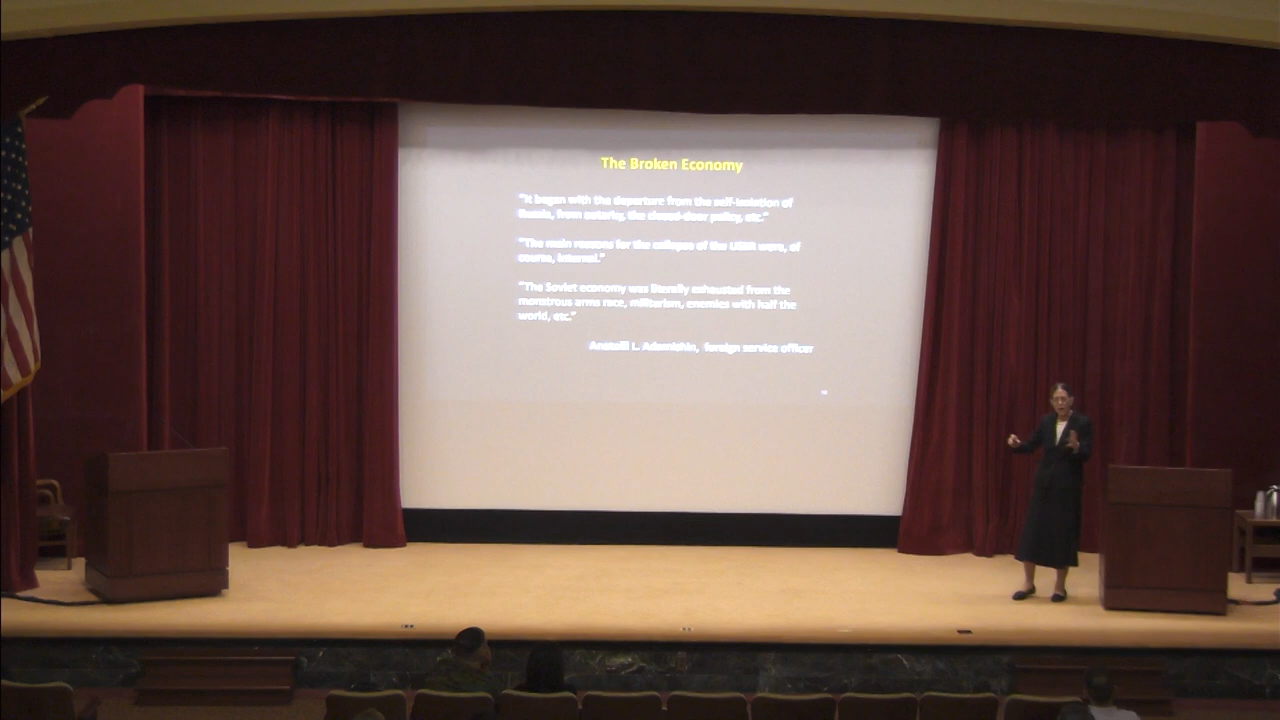 The Broken Economy
"It began with the departure from the self-isolation of
Russia, from autarky, the closed-door policy, etc."
"The main reasons for the collapse of the USSR were, of
course, internal."
"The Soviet economy was literally exhausted from the
monstrous arms race, militarism, enemies with half the
world, etc."
L. Adamishin, foreign service officer